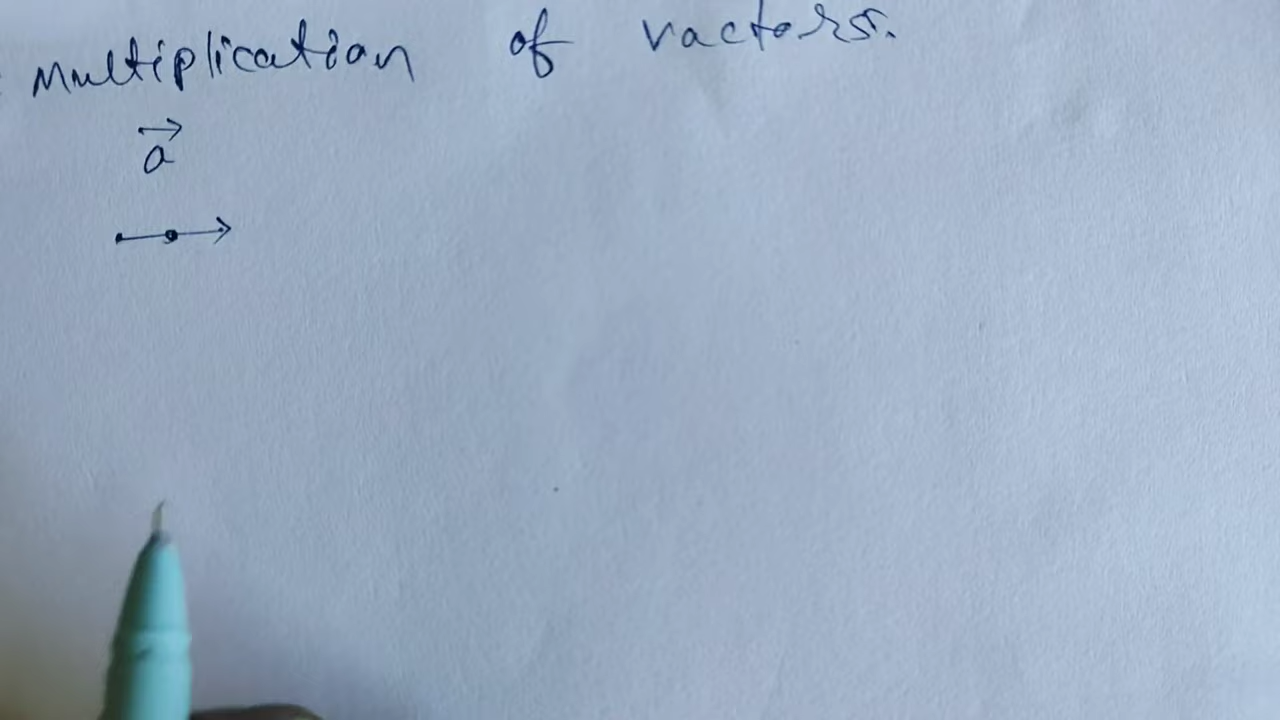 Multiplication of vactors.
→
a